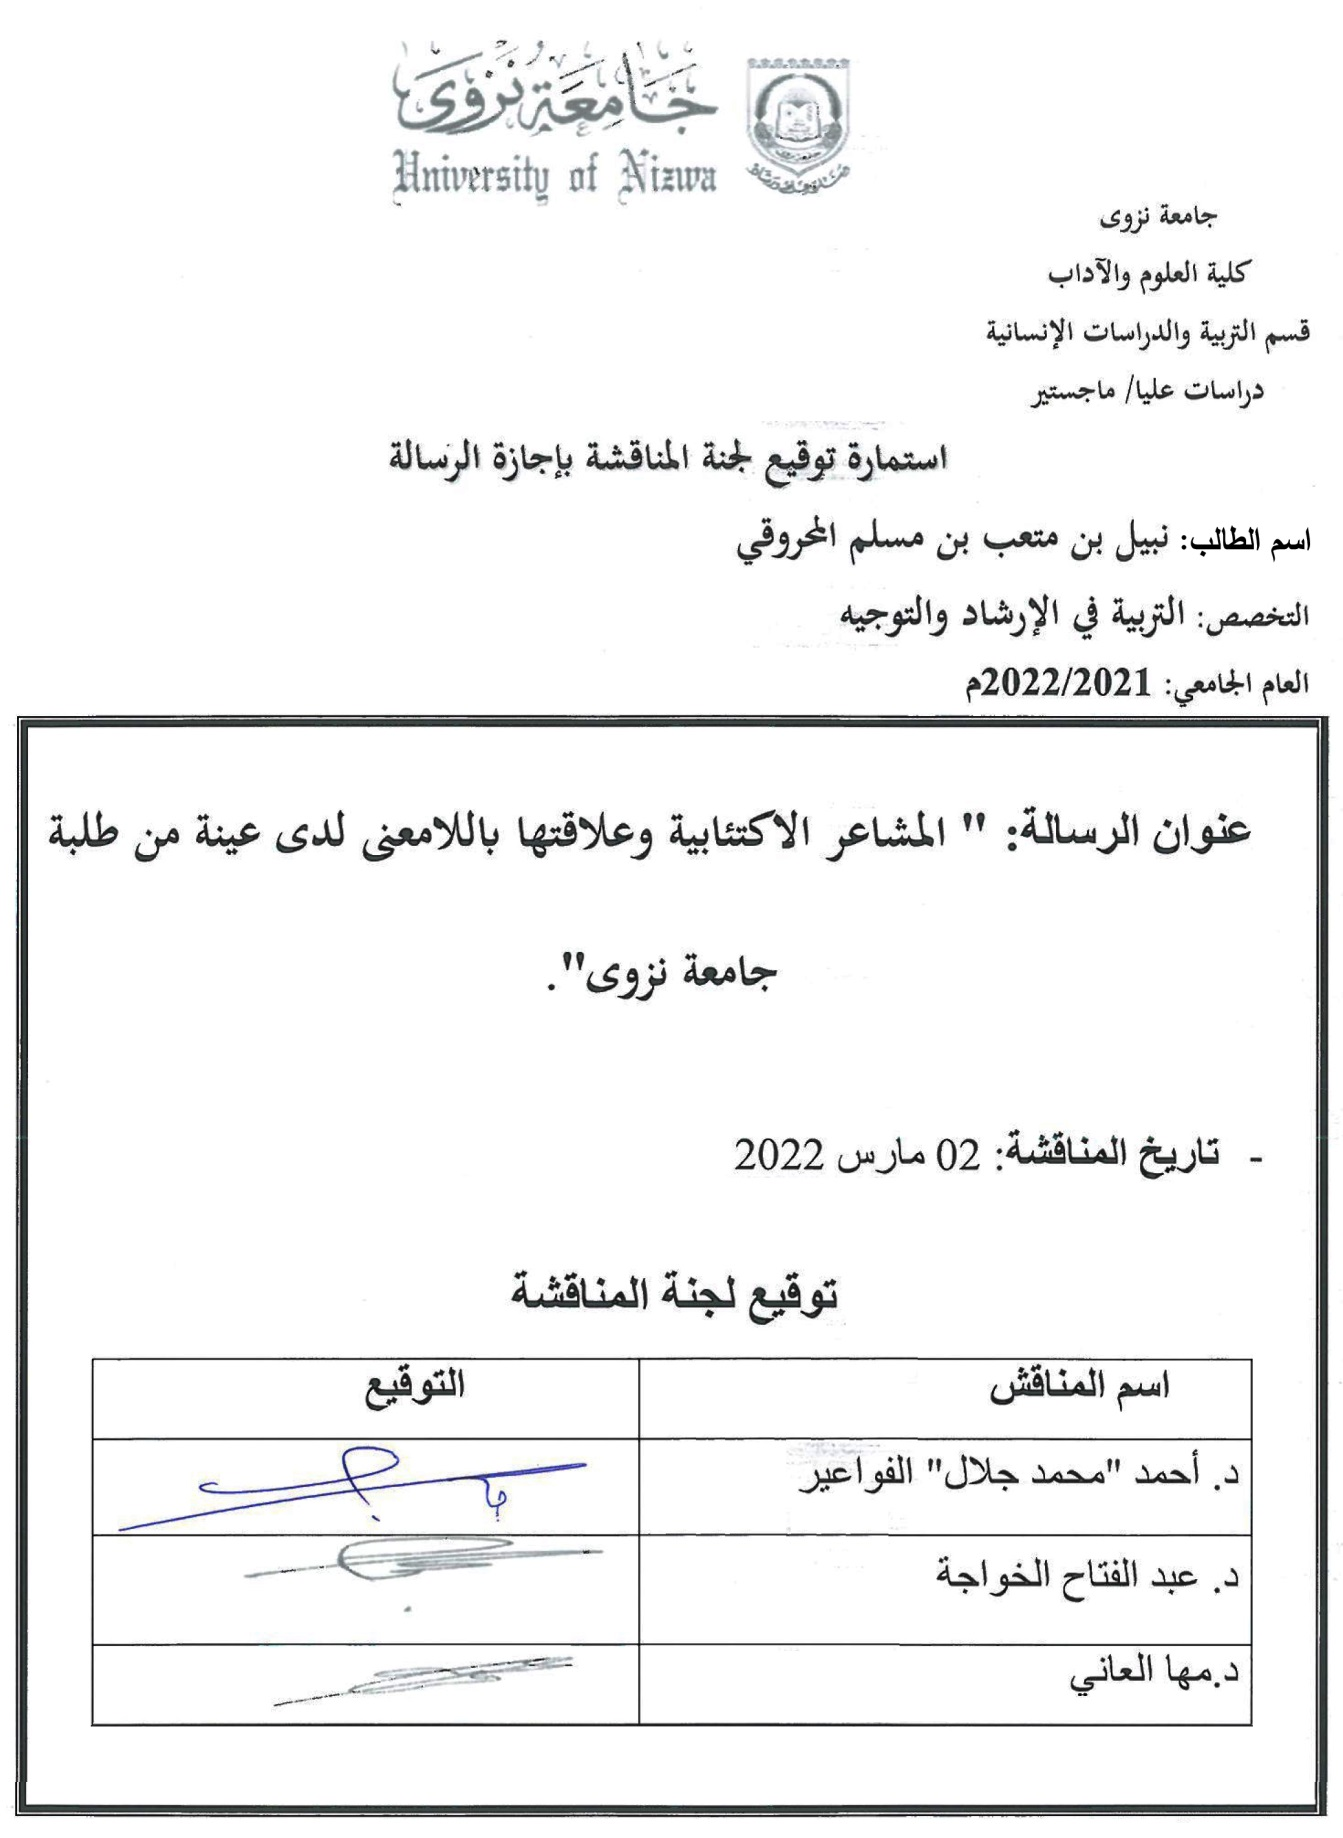 جامعة نزوى
University of Nizwa
جامعة نزوى
كلية العلوم والآداب
قسم التربية والدراسات الإنسانية
دراسات عليا/ ماجستير
استمارة توقيع لجنة المناقشة بإجازة الرسالة
اسم الطالب: نبيل بن متعب بن مسلم المحروقي
التخصص: التربية في الإرشاد والتوجيه
العام الجامعي: 2022/2021م
عنوان الرسالة: " المشاعر الاكتئابية وعلاقتها باللامعنى لدى عينة من طلبة
جامعة نزوى".
- تاريخ المناقشة: 02 مارس 2022
توقيع لجنة المناقشة
اسم المناقش التوقيع
د. أحمد "محمد جلال" الفواعير
د. عبد الفتاح الخواجة
د.مها العاني